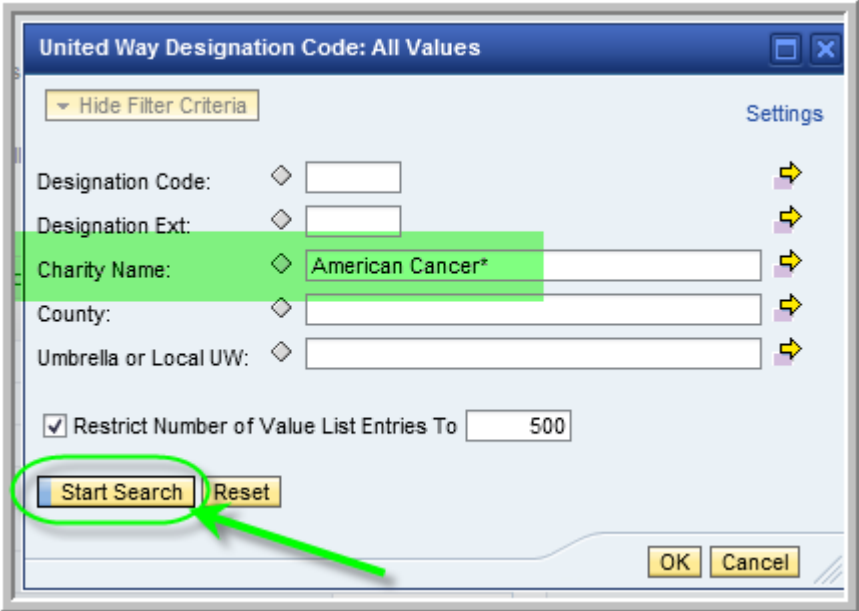 United Way Designation Code: All Values
Hide Filter Criteria
Settings
Designation Code:
Designation Ext:
Charity Name: American Cancer*
County:
Umbrella or Local UW:
Restrict Number of Value List Entries To 500
Start Search Reset
OK Cancel